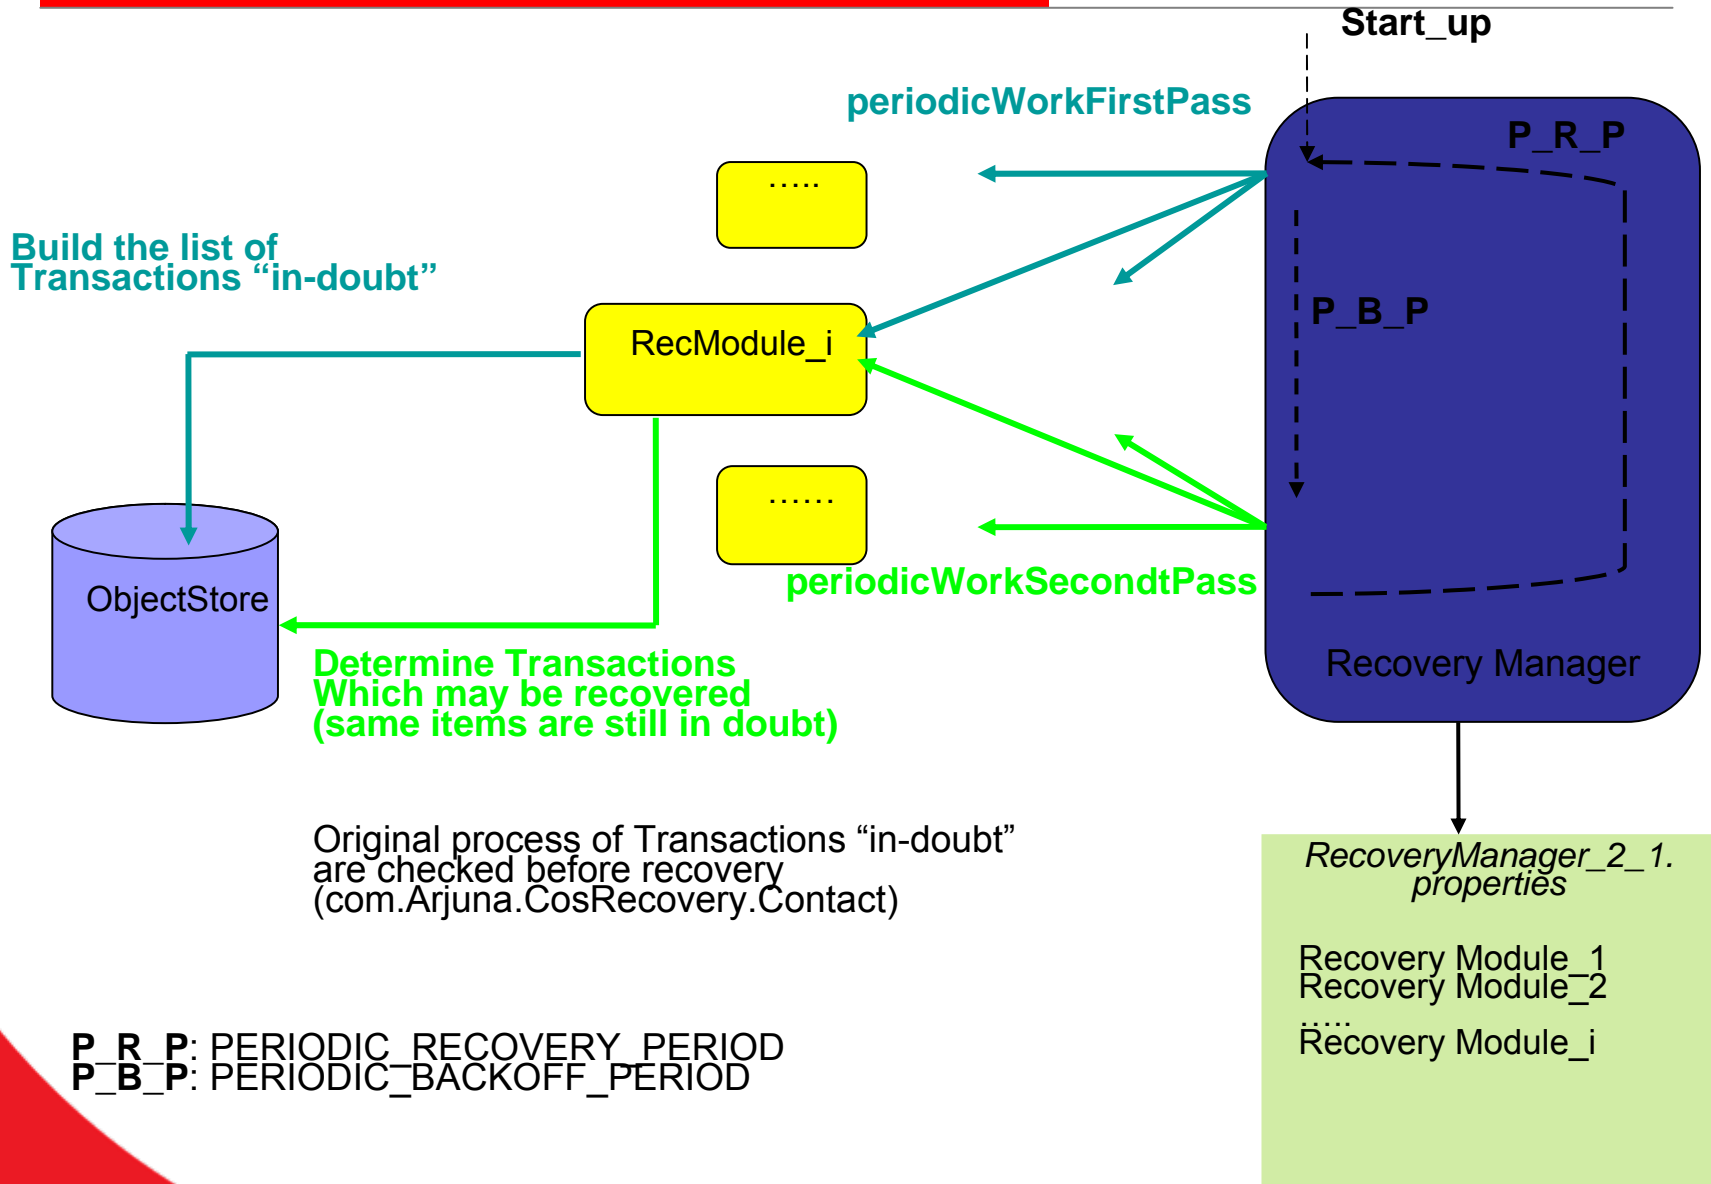 Start_up
periodicWorkFirstPass
P_R_P
…..
Build the list of
Transactions “in-doubt”
P_B_P
RecModule_i
……
periodicWorkSecondtPass
ObjectStore
Recovery Manager
Determine Transactions
Which may be recovered
(same items are still in doubt)
Original process of Transactions “in-doubt”
are checked before recovery
(com.Arjuna.CosRecovery.Contact)
RecoveryManager_2_1.
properties
Recovery Module_1
Recovery Module_2
…..
Recovery Module_i
P_R_P: PERIODIC_RECOVERY_PERIOD
P_B_P: PERIODIC_BACKOFF_PERIOD